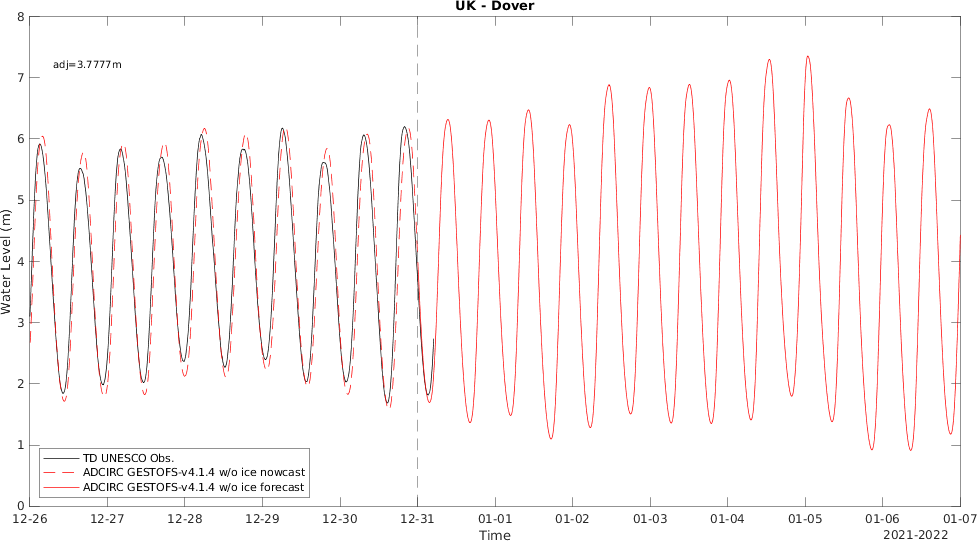 UK - Dover
8
adj=3.7777m
7
6
5
4
3
2
1
0
Water Level (m)
TD UNESCO Obs.
ADCIRC GESTOFS-v4.1.4 w/o ice nowcast
ADCIRC GESTOFS-v4.1.4 w/o ice forecast
12-26 12-27 12-28 12-29 12-30 12-31 01-01 01-02 01-03 01-04 01-05 01-06 01-07
Time
2021-2022